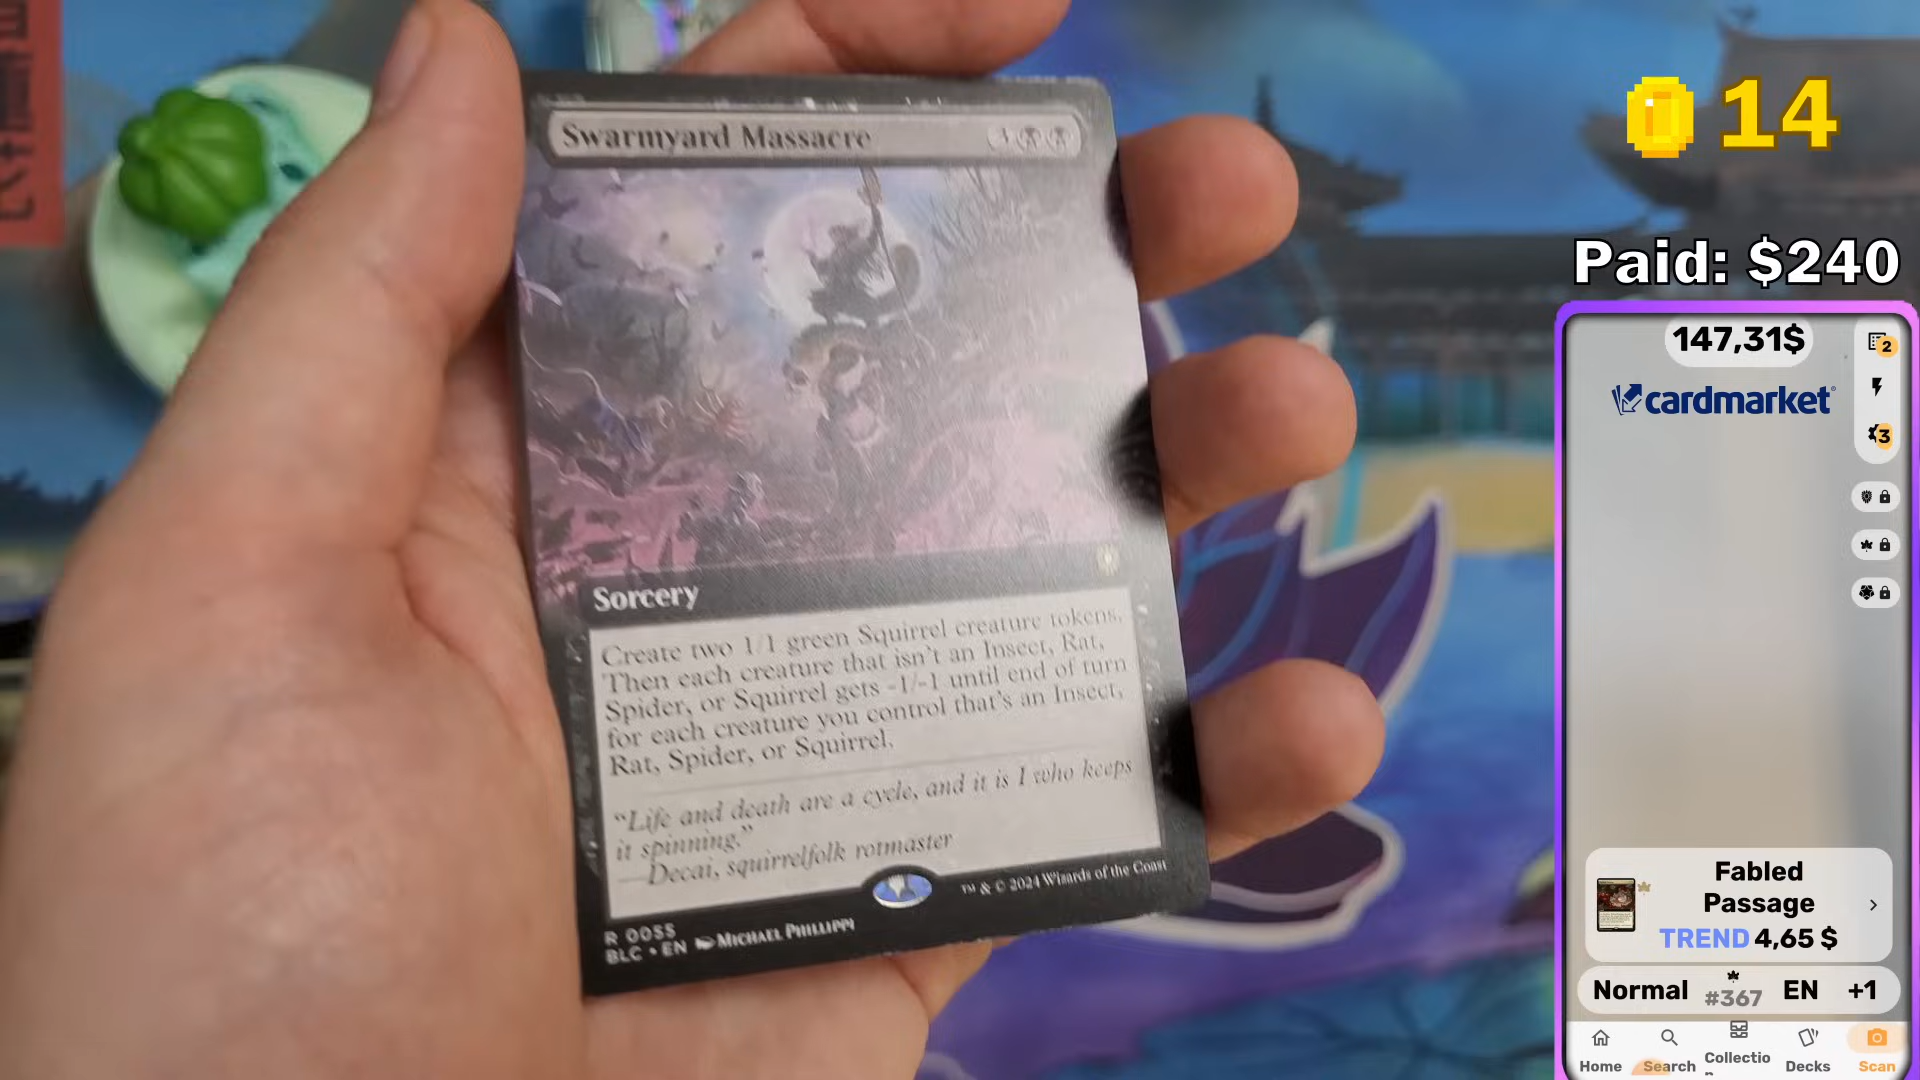 Swarmyard Massacre
Sorcery
Create two 1/1 green Squirrel creature tokens.
Then each creature that isn't an Insect, Rat,
Spider, or Squirrel gets -1/-1 until end of turn
for each creature you control that's an Insect,
Rat, Spider, or Squirrel.
"Life and death are a cycle, and it is I who keeps
it spinning."
—Decai, squirrelfolk rotmaster
R 0055
BLC • EN MICHAEL PHILLIPPI
™ & © 2024 Wizards of the Coast
14
Paid: $240
147,31$
2
cardmarket
3
Fabled
Passage
TREND 4,65 $
Normal #367 EN +1
Home Search Collectio Decks Scan
n